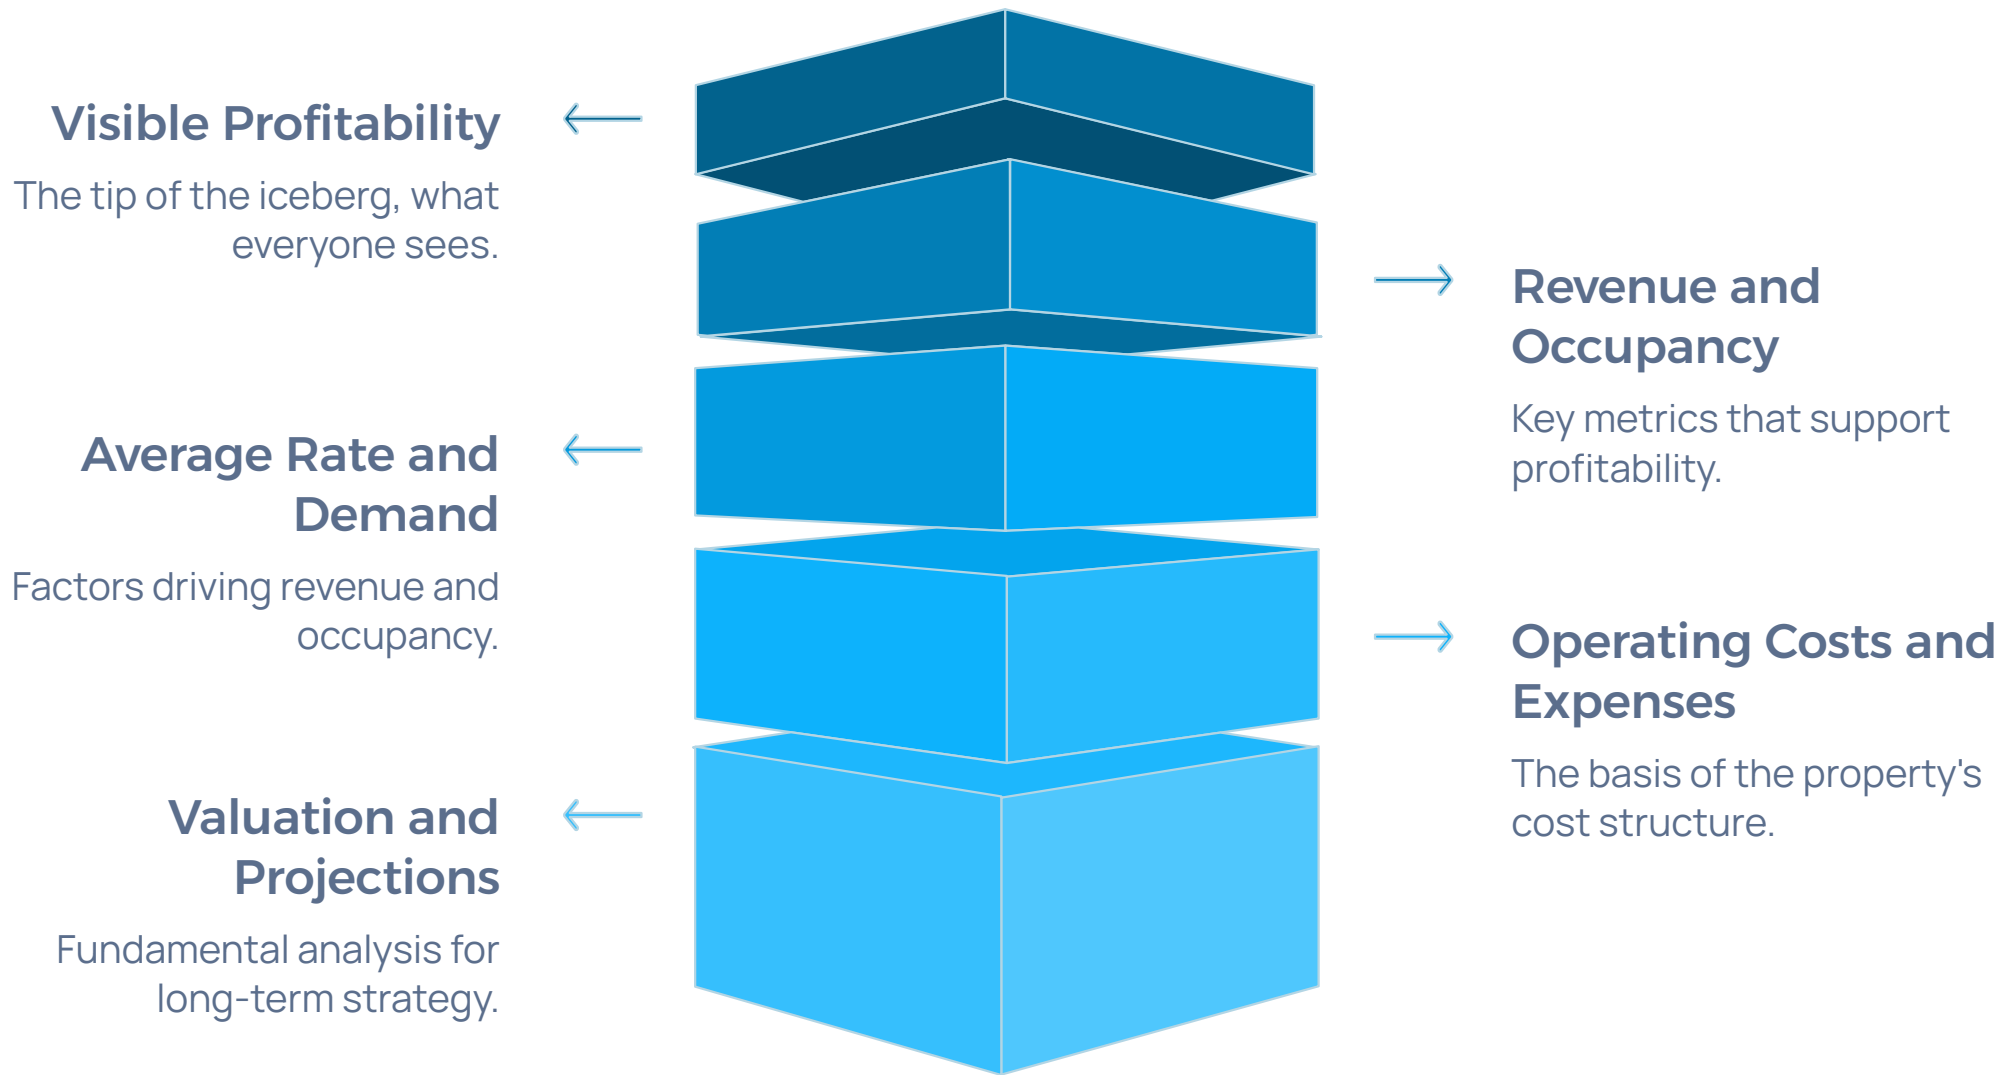 Visible Profitability
The tip of the iceberg, what
everyone sees.
Revenue and
Occupancy
Key metrics that support
profitability.
Average Rate and
Demand
Factors driving revenue and
occupancy.
Operating Costs and
Expenses
The basis of the property's
cost structure.
Valuation and
Projections
Fundamental analysis for
long-term strategy.